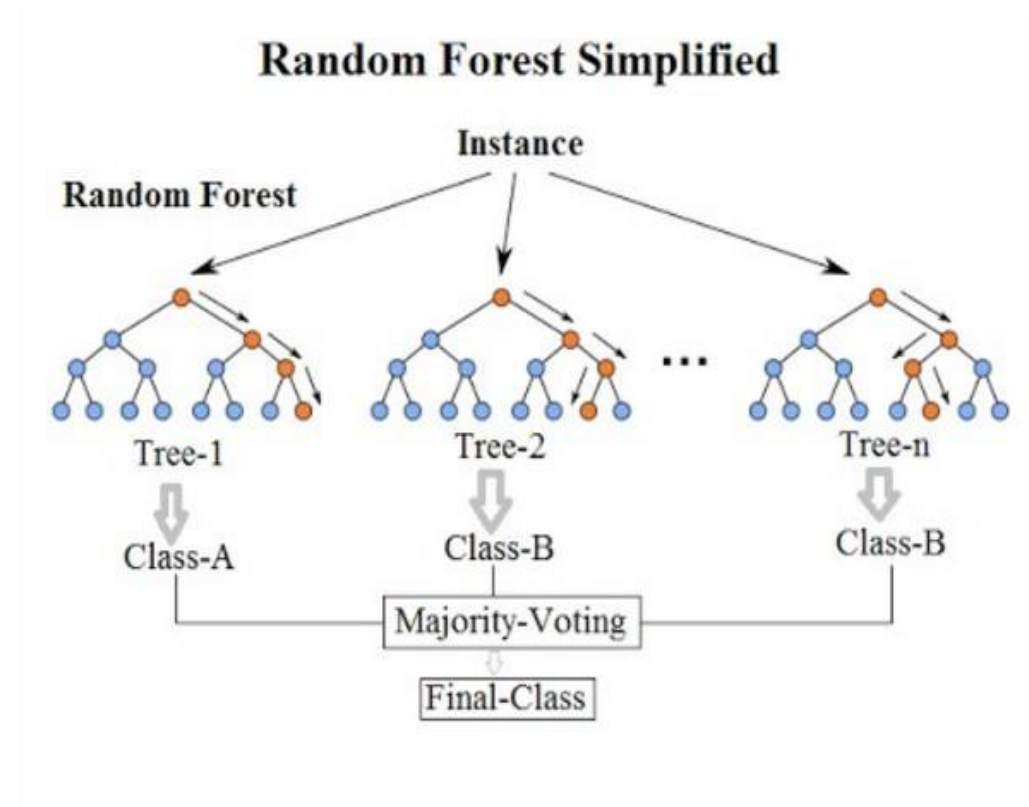 Random Forest Simplified
Instance
Random Forest
...
Tree-1
Tree-2
Tree-n
Class-A
Class-B
Class-B
Majority-Voting
Final-Class